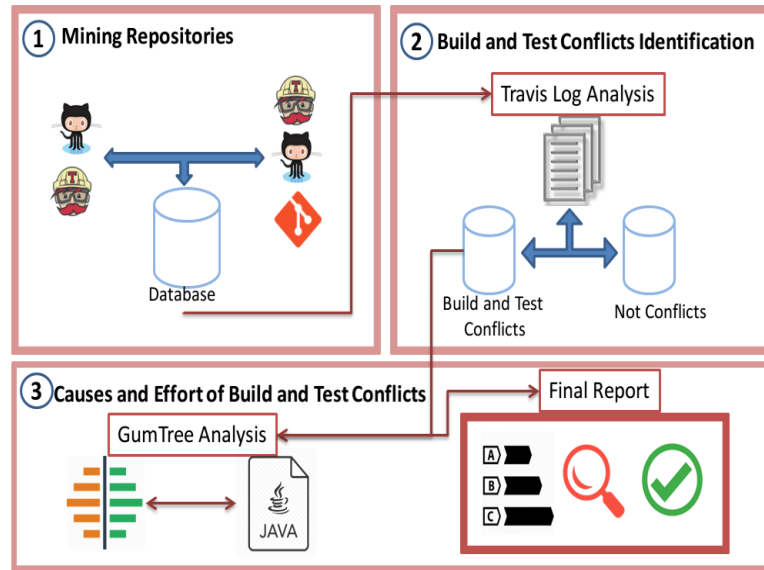 1 Mining Repositories
T
T
Database
2 Build and Test Conflicts Identification
Travis Log Analysis
Build and Test
Conflicts
Not Conflicts
3 Causes and Effort of Build and Test Conflicts
GumTree Analysis
JAVA
Final Report
A
B
C